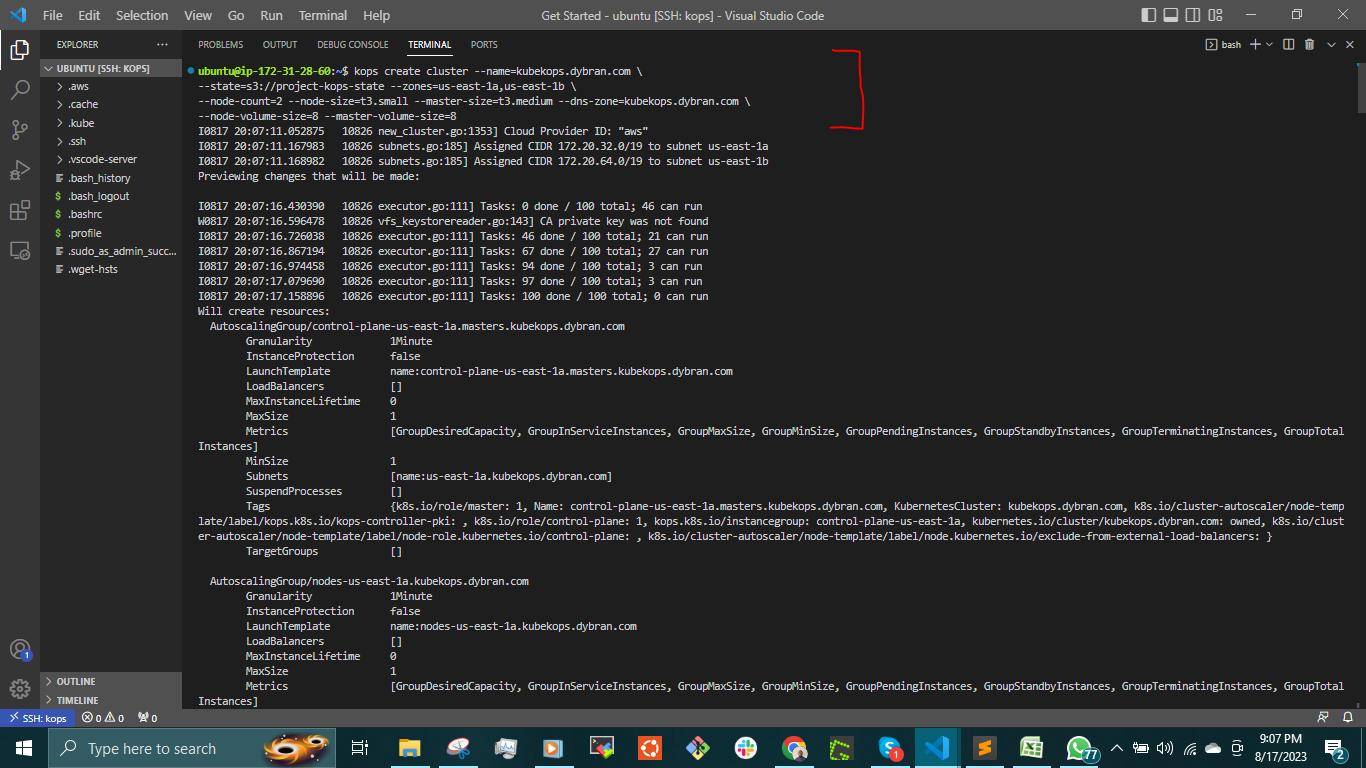 File Edit Selection View Go Run Terminal Help
Get Started - ubuntu [SSH: kops] - Visual Studio Code
EXPLORER
UBUNTU [SSH: KOPS]
.aws
.cache
.kube
.ssh
.vscode-server
.bash_history
.bash_logout
.bashrc
.profile
.sudo_as_admin_succ...
.wget-hsts
OUTLINE
TIMELINE
PROBLEMS OUTPUT DEBUG CONSOLE TERMINAL PORTS
bash
ubuntu@ip-172-31-28-60:~$ kops create cluster --name=kubekops.dybran.com \
--state=s3://project-kops-state --zones=us-east-1a,us-east-1b \
--node-count=2 --node-size=t3.small --master-size=t3.medium --dns-zone=kubekops.dybran.com \
--node-volume-size=8 --master-volume-size=8
I0817 20:07:11.052875 10826 new_cluster.go:1353] Cloud Provider ID: "aws"
I0817 20:07:11.167983 10826 subnets.go:185] Assigned CIDR 172.20.32.0/19 to subnet us-east-1a
I0817 20:07:11.168982 10826 subnets.go:185] Assigned CIDR 172.20.64.0/19 to subnet us-east-1b
Previewing changes that will be made:
I0817 20:07:16.430390 10826 executor.go:111] Tasks: 0 done / 100 total; 46 can run
W0817 20:07:16.596478 10826 vfs_keystorereader.go:143] CA private key was not found
I0817 20:07:16.726038 10826 executor.go:111] Tasks: 46 done / 100 total; 21 can run
I0817 20:07:16.867194 10826 executor.go:111] Tasks: 67 done / 100 total; 27 can run
I0817 20:07:16.974458 10826 executor.go:111] Tasks: 94 done / 100 total; 3 can run
I0817 20:07:17.079690 10826 executor.go:111] Tasks: 97 done / 100 total; 3 can run
I0817 20:07:17.158896 10826 executor.go:111] Tasks: 100 done / 100 total; 0 can run
Will create resources:
AutoscalingGroup/control-plane-us-east-1a.masters.kubekops.dybran.com
Granularity 1Minute
InstanceProtection false
LaunchTemplate name:control-plane-us-east-1a.masters.kubekops.dybran.com
LoadBalancers []
MaxInstanceLifetime 0
MaxSize 1
Metrics [GroupDesiredCapacity, GroupInServiceInstances, GroupMaxSize, GroupMinSize, GroupPendingInstances, GroupStandbyInstances, GroupTerminatingInstances, GroupTotal
Instances]
MinSize 1
Subnets [name:us-east-1a.kubekops.dybran.com]
SuspendProcesses []
Tags {k8s.io/role/master: 1, Name: control-plane-us-east-1a.masters.kubekops.dybran.com, KubernetesCluster: kubekops.dybran.com, k8s.io/cluster-autoscaler/node-temp
late/label/kops.k8s.io/kops-controller-pki: , k8s.io/role/control-plane: 1, kops.k8s.io/instancegroup: control-plane-us-east-1a, kubernetes.io/cluster/kubekops.dybran.com: owned, k8s.io/clust
er-autoscaler/node-template/label/node-role.kubernetes.io/control-plane: , k8s.io/cluster-autoscaler/node-template/label/node.kubernetes.io/exclude-from-external-load-balancers: }
TargetGroups []
AutoscalingGroup/nodes-us-east-1a.kubekops.dybran.com
Granularity 1Minute
InstanceProtection false
LaunchTemplate name:nodes-us-east-1a.kubekops.dybran.com
LoadBalancers []
MaxInstanceLifetime 0
MaxSize 1
Metrics [GroupDesiredCapacity, GroupInServiceInstances, GroupMaxSize, GroupMinSize, GroupPendingInstances, GroupStandbyInstances, GroupTerminatingInstances, GroupTotal
Instances]
1
SSH: kops 0 0 0
Type here to search
1
77
9:07 PM
8/17/2023
2